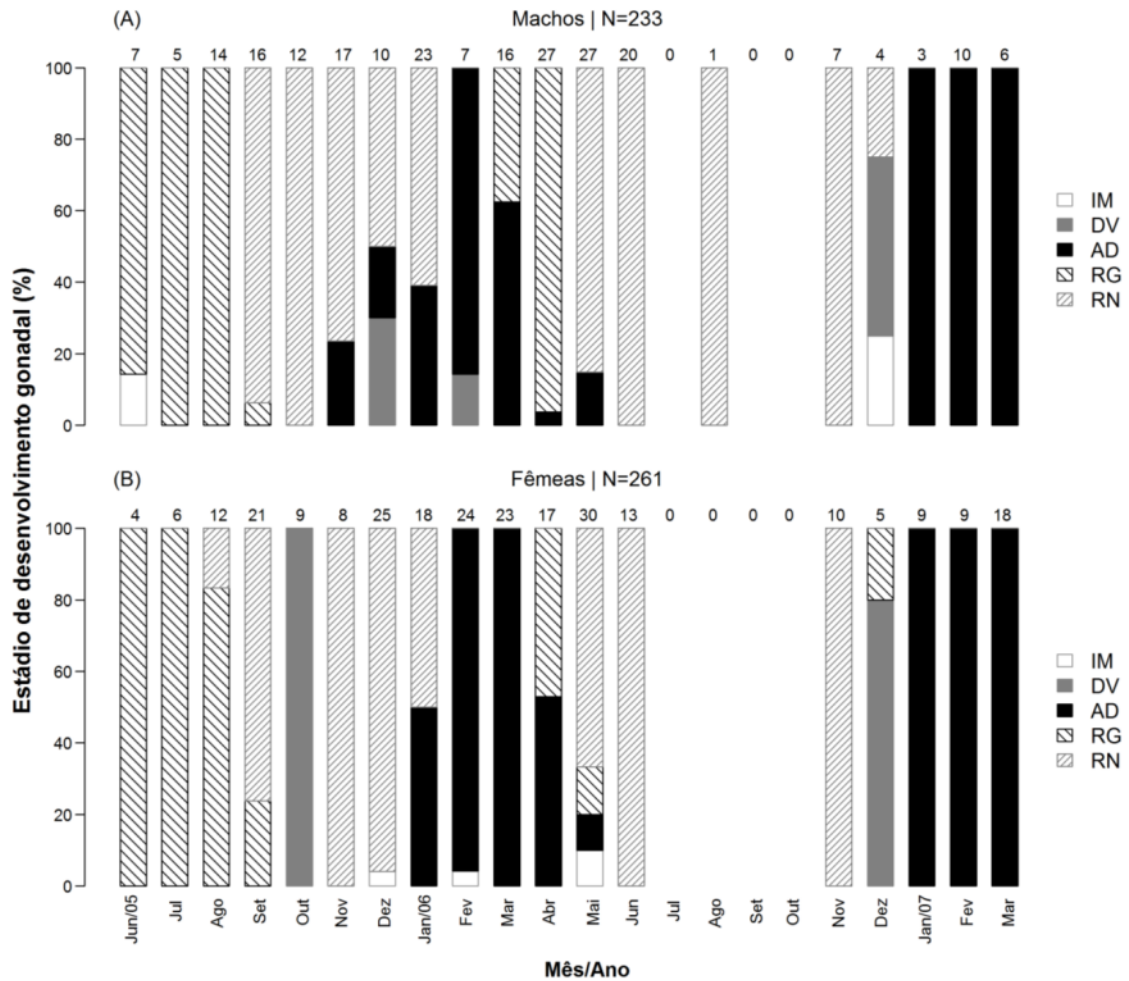 (A) Machos | N=233
7 5 14 16 12 17 10 23 7 16 27 27 20 0 1 0 0 7 4 3 10 6
100
80
60
40
20
0
IM
DV
AD
RG
RN
Estádio de desenvolvimento gonadal (%)
(B) Fêmeas | N=261
4 6 12 21 9 8 25 18 24 23 17 30 13 0 0 0 0 10 5 9 9 18
100
80
60
40
20
0
IM
DV
AD
RG
RN
Jun/05 Jul Ago Set Out Nov Dez Jan/06 Fev Mar Abr Mai Jun Jul Ago Set Out Nov Dez Jan/07 Fev Mar
Mês/Ano